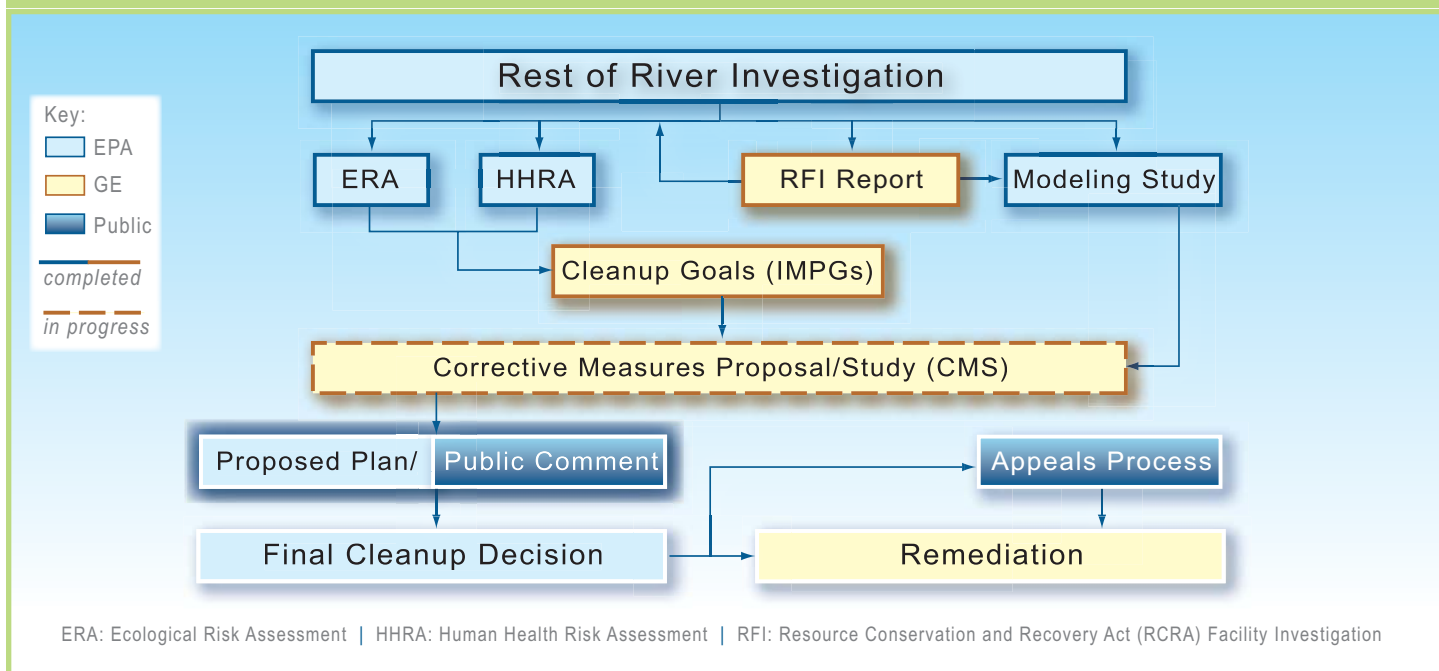 Rest of River Investigation
Key:
EPA
GE
Public
completed
in progress
ERA
HHRA
RFI Report
Modeling Study
Cleanup Goals (IMPGs)
Corrective Measures Proposal/Study (CMS)
Proposed Plan/ Public Comment
Appeals Process
Final Cleanup Decision
Remediation
ERA: Ecological Risk Assessment | HHRA: Human Health Risk Assessment | RFI: Resource Conservation and Recovery Act (RCRA) Facility Investigation